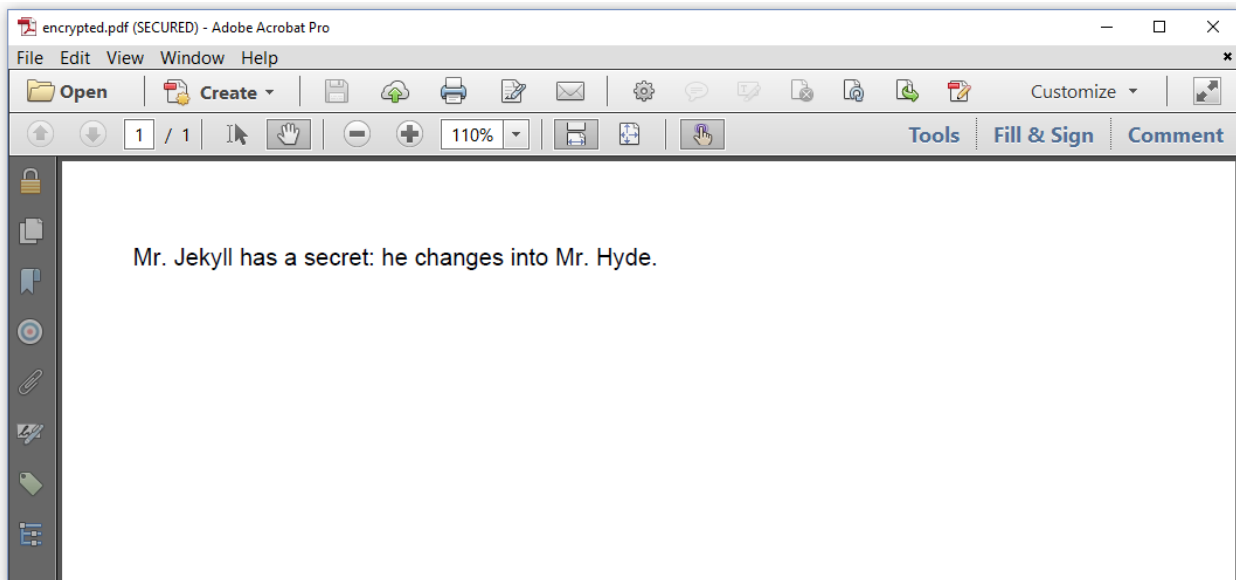 encrypted.pdf (SECURED) - Adobe Acrobat Pro
File Edit View Window Help
Open Create Customize
1 / 1 110% Tools Fill & Sign Comment
Mr. Jekyll has a secret: he changes into Mr. Hyde.